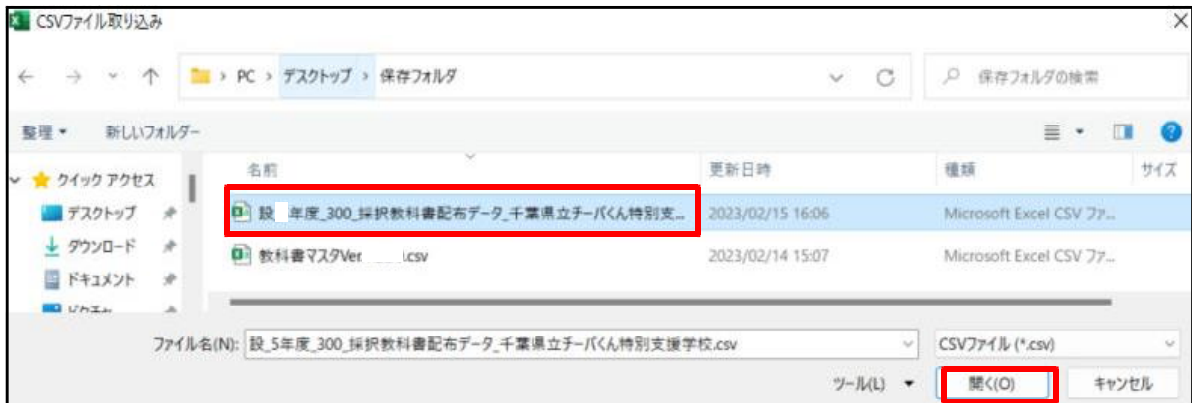 CSVファイル取り込み
PC > デスクトップ > 保存フォルダ
保存フォルダの検索
整理 新しいフォルダー
名前 更新日時 種類 サイズ
クイック アクセス
デスクトップ
ダウンロード
ドキュメント
ピクチャ
設 年度_300_採択教科書配布データ_千葉県立チーバくん特別支... 2023/02/15 16:06 Microsoft Excel CSV ファ...
教科書マスタVer. .csv 2023/02/14 15:07 Microsoft Excel CSV ファ...
ファイル名(N): 設_5年度_300_採択教科書配布データ_千葉県立チーバくん特別支援学校.csv CSVファイル (*.csv)
ツール(L) 開く(O) キャンセル